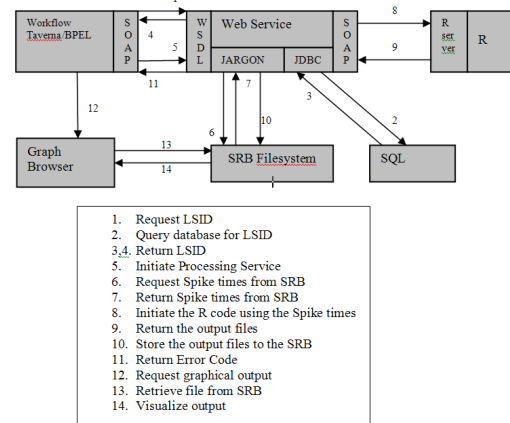 8
Workflow
Taverna/BPEL
S
O
A
P
4
5
11
W
S
D
L
Web Service
JARGON
JDBC
S
O
A
P
9
R
ser
ver
R
12
6
7
10
3
2
Graph
Browser
13
14
SRB Filesystem
SQL
1. Request LSID
2. Query database for LSID
3,4. Return LSID
5. Initiate Processing Service
6. Request Spike times from SRB
7. Return Spike times from SRB
8. Initiate the R code using the Spike times
9. Return the output files
10. Store the output files to the SRB
11. Return Error Code
12. Request graphical output
13. Retrieve file from SRB
14. Visualize output